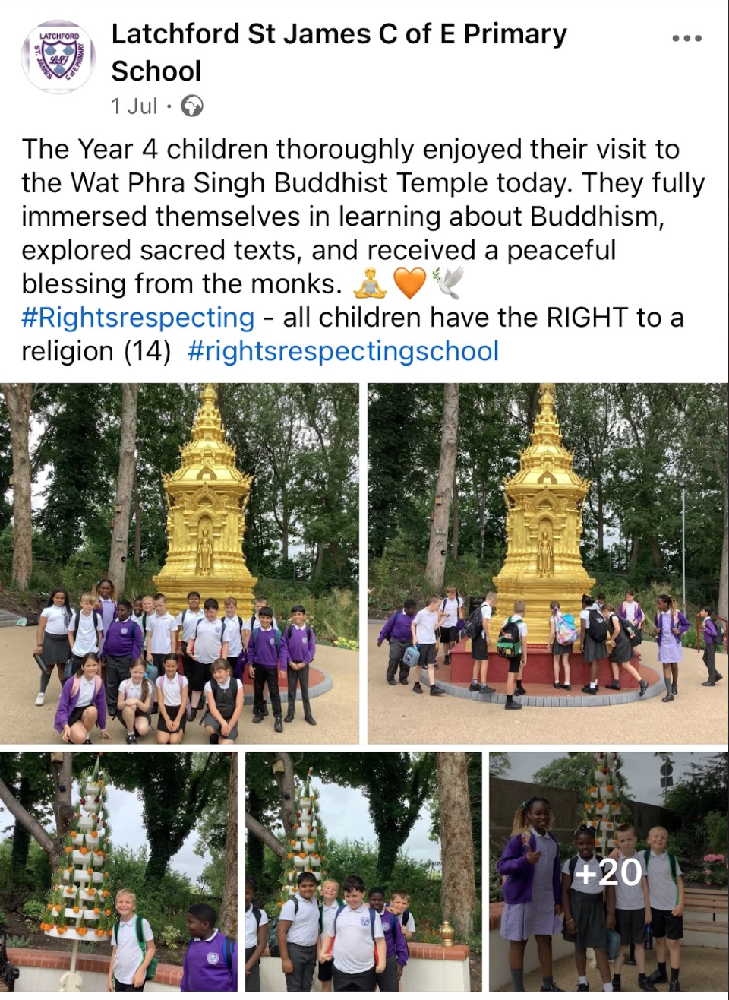 LATCHFORD
ST. JAMES
C of E PRIMARY
LSJ
Latchford St James C of E Primary
School
1 Jul ·
The Year 4 children thoroughly enjoyed their visit to
the Wat Phra Singh Buddhist Temple today. They fully
immersed themselves in learning about Buddhism,
explored sacred texts, and received a peaceful
blessing from the monks. 🧘🧡🕊️
#Rightsrespecting - all children have the RIGHT to a
religion (14) #rightsrespectingschool
+20